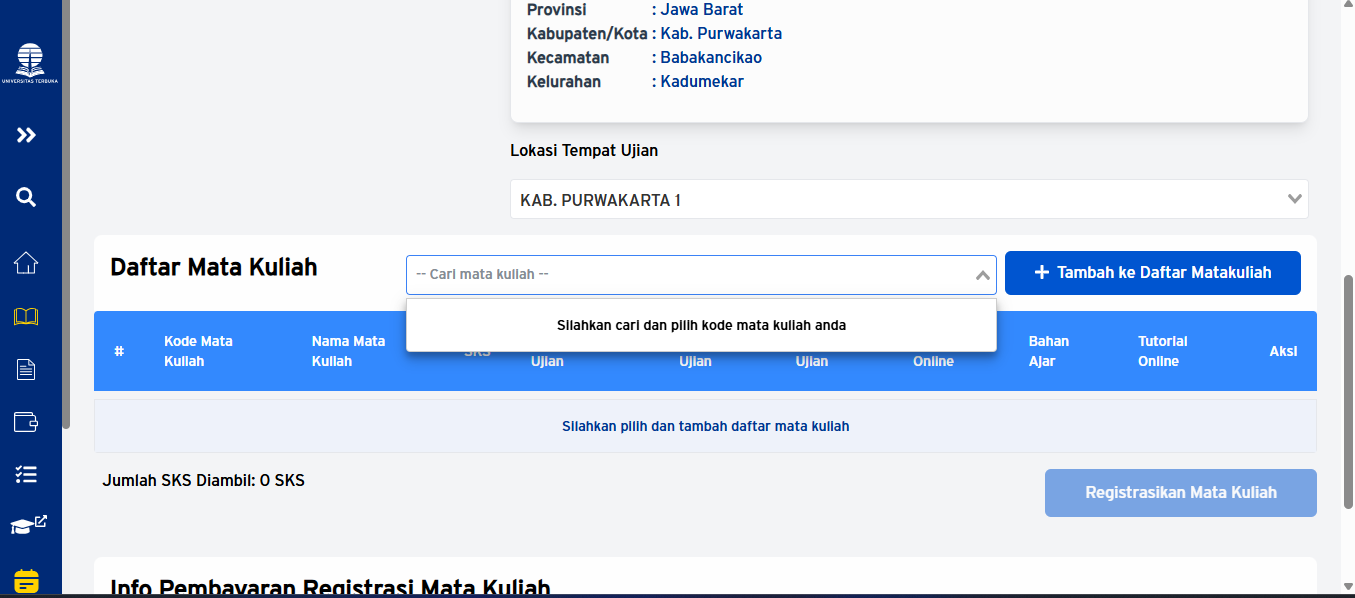 UNIVERSITAS TERBUKA
Provinsi : Jawa Barat
Kabupaten/Kota : Kab. Purwakarta
Kecamatan : Babakancikao
Kelurahan : Kadumekar
Lokasi Tempat Ujian
KAB. PURWAKARTA 1
Daftar Mata Kuliah
-- Cari mata kuliah --
+ Tambah ke Daftar Matakuliah
Silahkan cari dan pilih kode mata kuliah anda
# Kode Mata Kuliah Nama Mata Kuliah SKS Ujian Ujian Ujian Online Bahan Ajar Tutorial Online Aksi
Silahkan pilih dan tambah daftar mata kuliah
Jumlah SKS Diambil: 0 SKS
Registrasikan Mata Kuliah
Info Pembayaran Registrasi Mata Kuliah